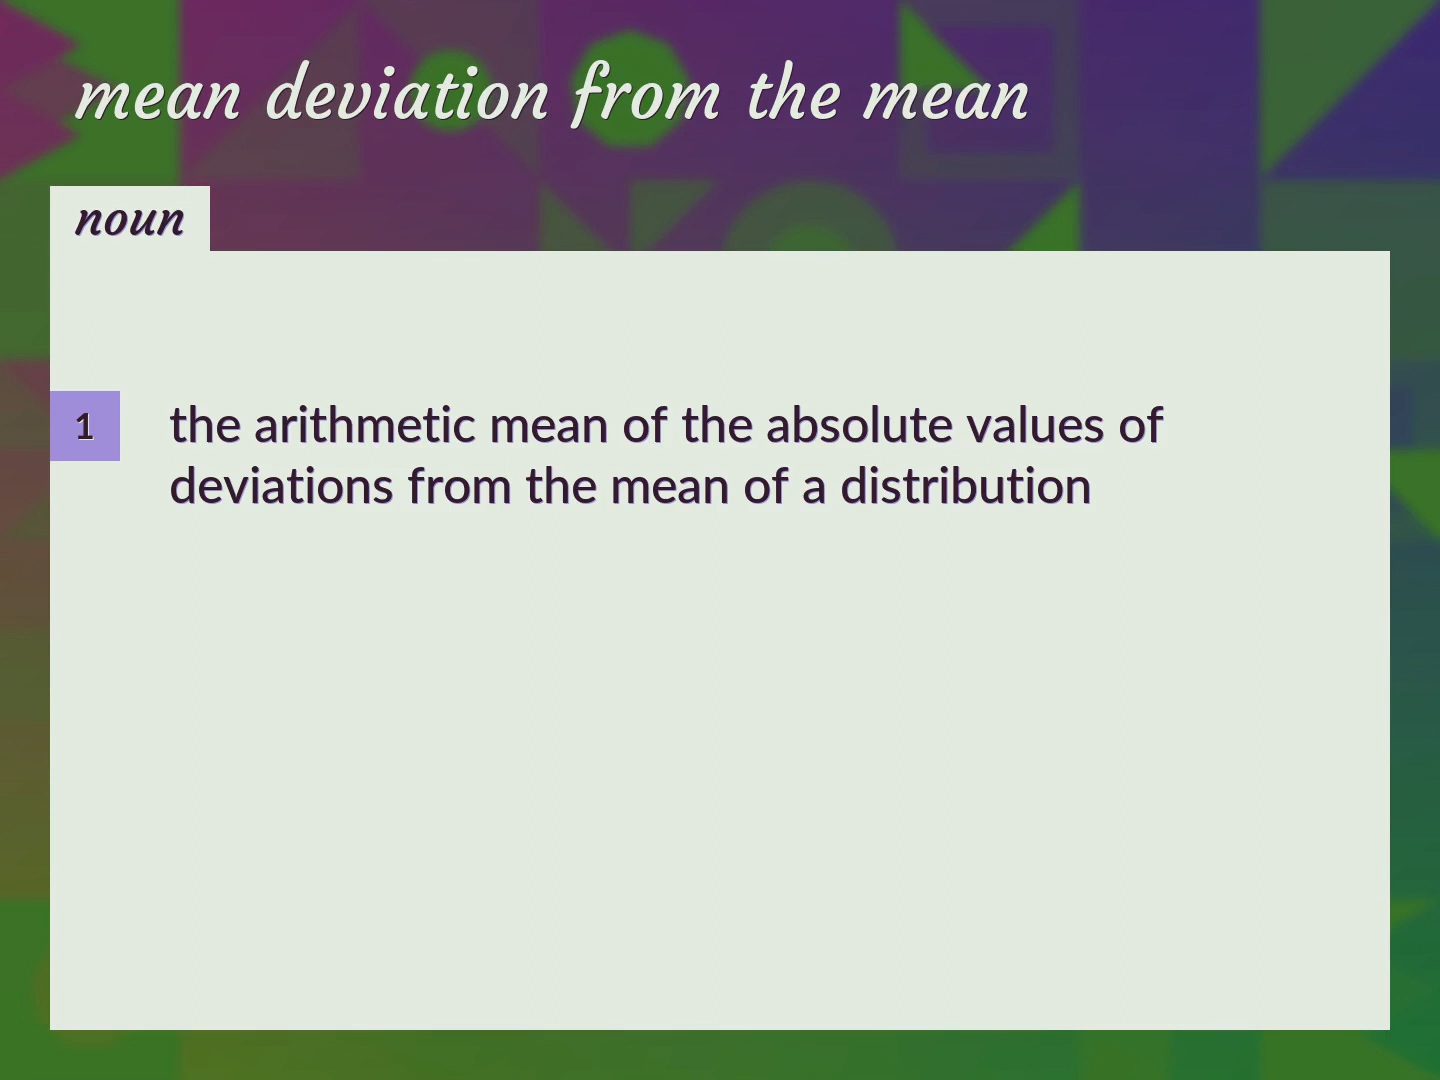 mean deviation from the mean
noun
1
the arithmetic mean of the absolute values of
deviations from the mean of a distribution